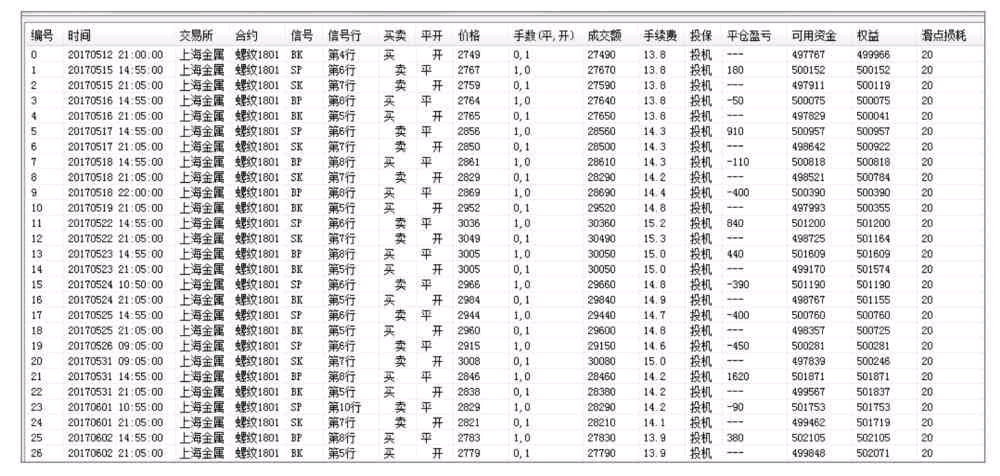 编号 时间 交易所 合约 信号 信号行 买卖 平开 价格 手数(平,开) 成交额 手续费 投保 平仓盈亏 可用资金 权益 滑点损耗
0 20170512 21:00:00 上海金属 螺纹1801 BK 第4行 买 开 2749 0,1 27490 13.8 投机 --- 497767 499966 20
1 20170515 14:55:00 上海金属 螺纹1801 SP 第6行 卖 平 2767 1,0 27670 13.8 投机 180 500152 500152 20
2 20170515 21:05:00 上海金属 螺纹1801 SK 第7行 卖 开 2759 0,1 27590 13.8 投机 --- 497911 500119 20
3 20170516 14:55:00 上海金属 螺纹1801 BP 第8行 买 平 2764 1,0 27640 13.8 投机 -50 500075 500075 20
4 20170516 21:05:00 上海金属 螺纹1801 BK 第5行 买 开 2765 0,1 27650 13.8 投机 --- 497829 500041 20
5 20170517 14:55:00 上海金属 螺纹1801 SP 第6行 卖 平 2856 1,0 28560 14.3 投机 910 500957 500957 20
6 20170517 21:05:00 上海金属 螺纹1801 SK 第7行 卖 开 2850 0,1 28500 14.3 投机 --- 498642 500922 20
7 20170518 14:55:00 上海金属 螺纹1801 BP 第8行 买 平 2861 1,0 28610 14.3 投机 -110 500818 500818 20
8 20170518 21:05:00 上海金属 螺纹1801 SK 第7行 卖 开 2829 0,1 28290 14.2 投机 --- 498521 500784 20
9 20170518 22:00:00 上海金属 螺纹1801 BP 第8行 买 平 2869 1,0 28690 14.4 投机 -400 500390 500390 20
10 20170519 21:05:00 上海金属 螺纹1801 BK 第5行 买 开 2952 0,1 29520 14.8 投机 --- 497993 500355 20
11 20170522 14:55:00 上海金属 螺纹1801 SP 第6行 卖 平 3036 1,0 30360 15.2 投机 840 501200 501200 20
12 20170522 21:05:00 上海金属 螺纹1801 SK 第7行 卖 开 3049 0,1 30490 15.3 投机 --- 498725 501164 20
13 20170523 14:55:00 上海金属 螺纹1801 BP 第8行 买 平 3005 1,0 30050 15.0 投机 440 501609 501609 20
14 20170523 21:05:00 上海金属 螺纹1801 BK 第5行 买 开 3005 0,1 30050 15.0 投机 --- 499170 501574 20
15 20170524 10:50:00 上海金属 螺纹1801 SP 第6行 卖 平 2966 1,0 29660 14.8 投机 -390 501190 501190 20
16 20170524 21:05:00 上海金属 螺纹1801 BK 第5行 买 开 2984 0,1 29840 14.9 投机 --- 498767 501155 20
17 20170525 14:55:00 上海金属 螺纹1801 SP 第6行 卖 平 2944 1,0 29440 14.7 投机 -400 500760 500760 20
18 20170525 21:05:00 上海金属 螺纹1801 BK 第5行 买 开 2960 0,1 29600 14.8 投机 --- 498357 500725 20
19 20170526 09:05:00 上海金属 螺纹1801 SP 第6行 卖 平 2915 1,0 29150 14.6 投机 -450 500281 500281 20
20 20170531 09:05:00 上海金属 螺纹1801 SK 第7行 卖 开 3008 0,1 30080 15.0 投机 --- 497839 500246 20
21 20170531 14:55:00 上海金属 螺纹1801 BP 第8行 买 平 2846 1,0 28460 14.2 投机 1620 501871 501871 20
22 20170531 21:05:00 上海金属 螺纹1801 BK 第5行 买 开 2838 0,1 28380 14.2 投机 --- 499567 501837 20
23 20170601 10:55:00 上海金属 螺纹1801 SP 第10行 卖 平 2829 1,0 28290 14.2 投机 -90 501753 501753 20
24 20170601 21:05:00 上海金属 螺纹1801 SK 第7行 卖 开 2821 0,1 28210 14.1 投机 --- 499462 501719 20
25 20170602 14:55:00 上海金属 螺纹1801 BP 第8行 买 平 2783 1,0 27830 13.9 投机 380 502105 502105 20
26 20170602 21:05:00 上海金属 螺纹1801 BK 第5行 买 开 2779 0,1 27790 13.9 投机 --- 499848 502071 20